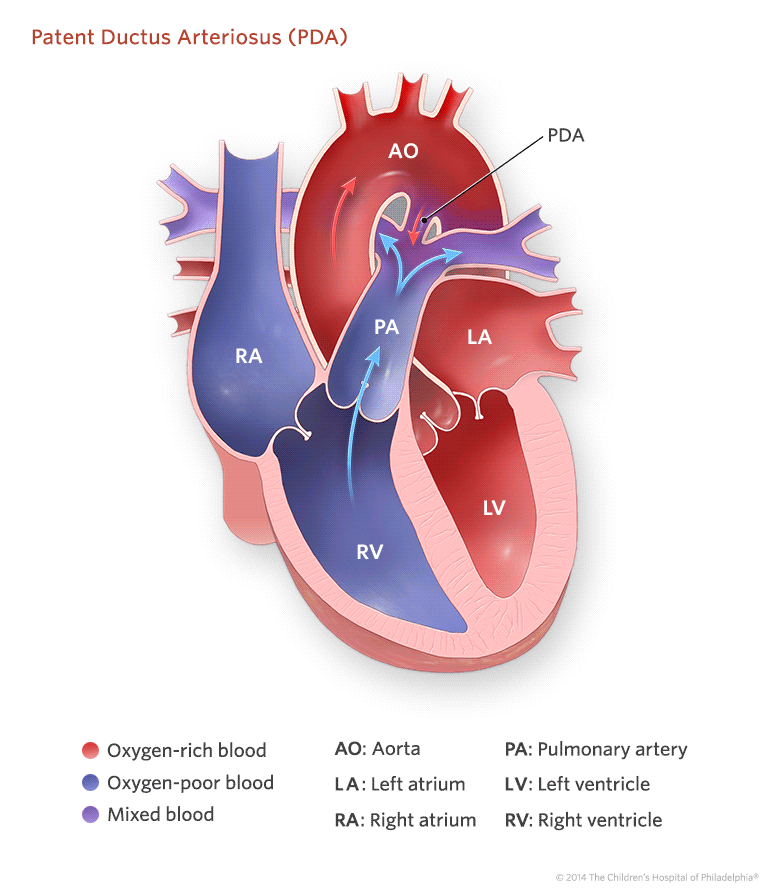 Patent Ductus Arteriosus (PDA)
AO
PDA
PA
LA
RA
LV
RV
Oxygen-rich blood
Oxygen-poor blood
Mixed blood
AO: Aorta
LA: Left atrium
RA: Right atrium
PA: Pulmonary artery
LV: Left ventricle
RV: Right ventricle
© 2014 The Children's Hospital of Philadelphia®